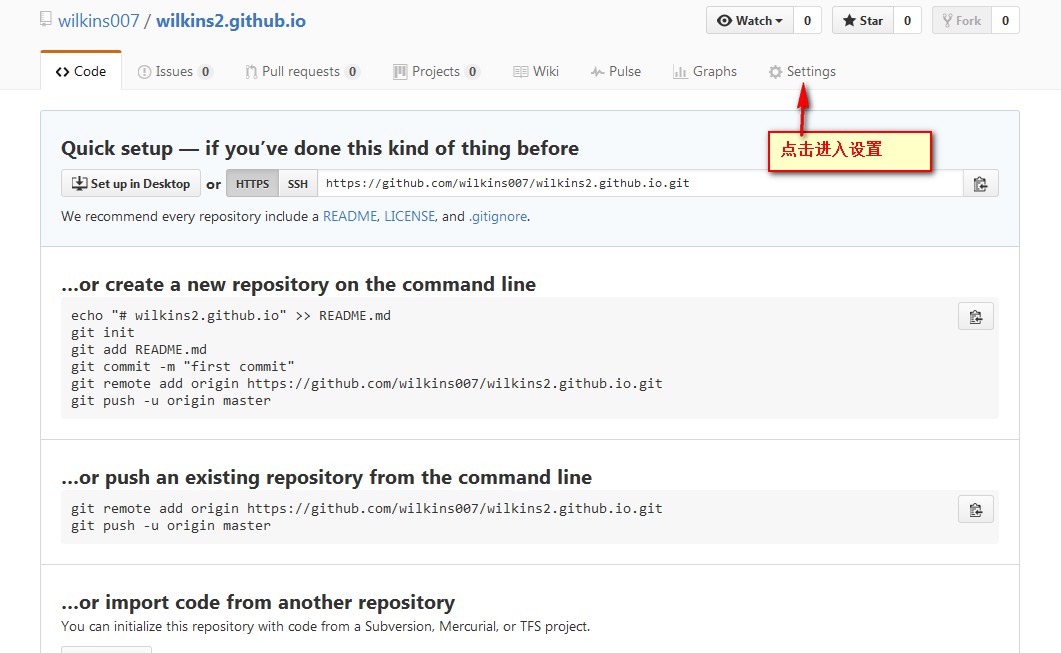 wilkins007 / wilkins2.github.io
Watch 0 Star 0 Fork 0
Code Issues 0 Pull requests 0 Projects 0 Wiki Pulse Graphs Settings
点击进入设置
Quick setup — if you’ve done this kind of thing before
Set up in Desktop or HTTPS SSH https://github.com/wilkins007/wilkins2.github.io.git
We recommend every repository include a README, LICENSE, and .gitignore.
…or create a new repository on the command line
echo "# wilkins2.github.io" >> README.md
git init
git add README.md
git commit -m "first commit"
git remote add origin https://github.com/wilkins007/wilkins2.github.io.git
git push -u origin master
…or push an existing repository from the command line
git remote add origin https://github.com/wilkins007/wilkins2.github.io.git
git push -u origin master
…or import code from another repository
You can initialize this repository with code from a Subversion, Mercurial, or TFS project.